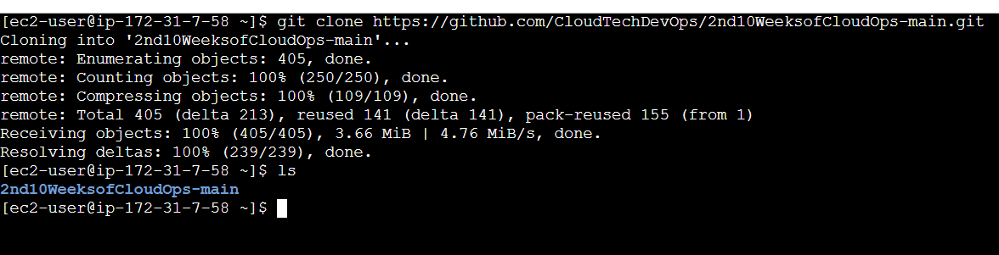 [ec2-user@ip-172-31-7-58 ~]$ git clone https://github.com/CloudTechDevOps/2nd10WeeksofCloudOps-main.git
Cloning into '2nd10WeeksofCloudOps-main'...
remote: Enumerating objects: 405, done.
remote: Counting objects: 100% (250/250), done.
remote: Compressing objects: 100% (109/109), done.
remote: Total 405 (delta 213), reused 141 (delta 141), pack-reused 155 (from 1)
Receiving objects: 100% (405/405), 3.66 MiB | 4.76 MiB/s, done.
Resolving deltas: 100% (239/239), done.
[ec2-user@ip-172-31-7-58 ~]$ ls
2nd10WeeksofCloudOps-main
[ec2-user@ip-172-31-7-58 ~]$